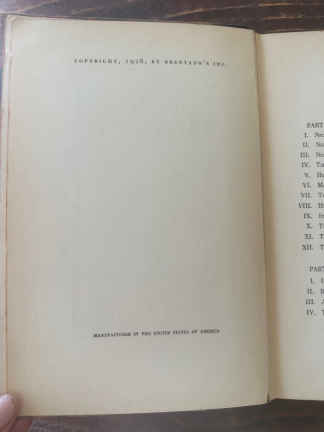 COPYRIGHT, 1928, BY BRENTANO'S INC.
MANUFACTURED IN THE UNITED STATES OF AMERICA
PART
I.
II.
III.
IV.
V.
VI.
VII.
VIII.
IX.
X.
XI.
XII.
PART
I.
II.
III.
IV.